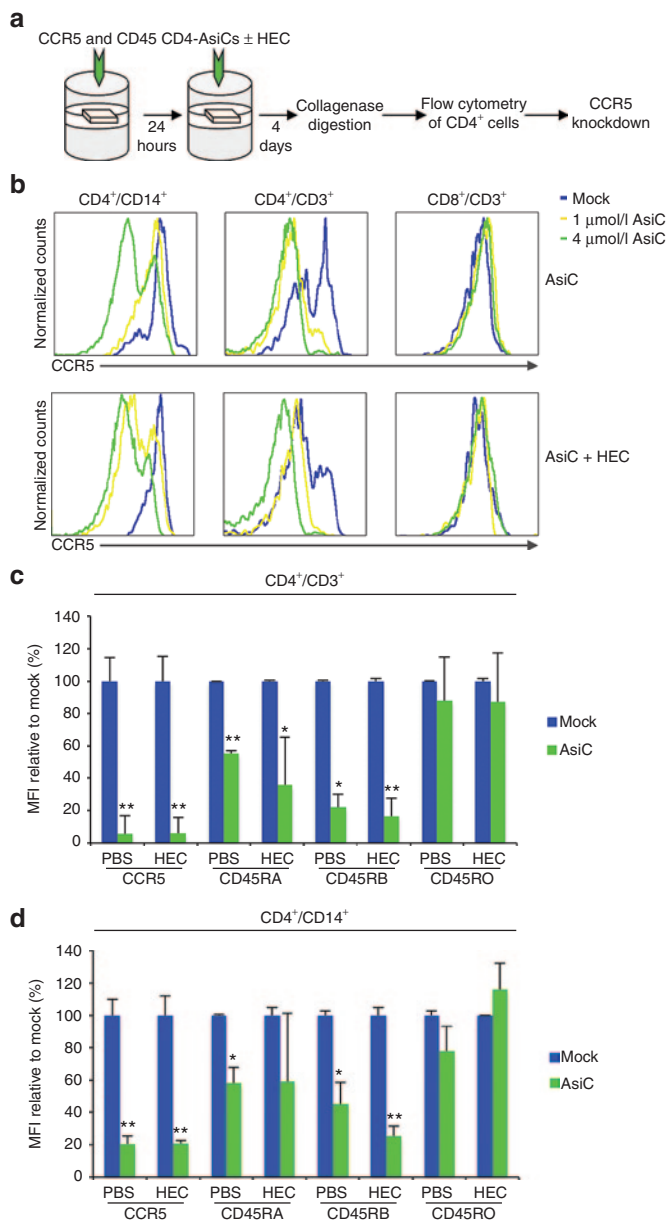 a
CCR5 and CD45 CD4-AsiCs ± HEC
24
hours
4
days
Collagenase
digestion
Flow cytometry
of CD4⁺ cells
CCR5
knockdown
b
CD4⁺/CD14⁺
CD4⁺/CD3⁺
CD8⁺/CD3⁺
Mock
1 μmol/l AsiC
4 μmol/l AsiC
Normalized counts
AsiC
CCR5
Normalized counts
AsiC + HEC
CCR5
c
CD4⁺/CD3⁺
MFI relative to mock (%)
140
120
100
80
60
40
20
0
** ** ** * * **
Mock
AsiC
PBS HEC PBS HEC PBS HEC PBS HEC
CCR5 CD45RA CD45RB CD45RO
d
CD4⁺/CD14⁺
MFI relative to mock (%)
140
120
100
80
60
40
20
0
** ** * * **
Mock
AsiC
PBS HEC PBS HEC PBS HEC PBS HEC
CCR5 CD45RA CD45RB CD45RO